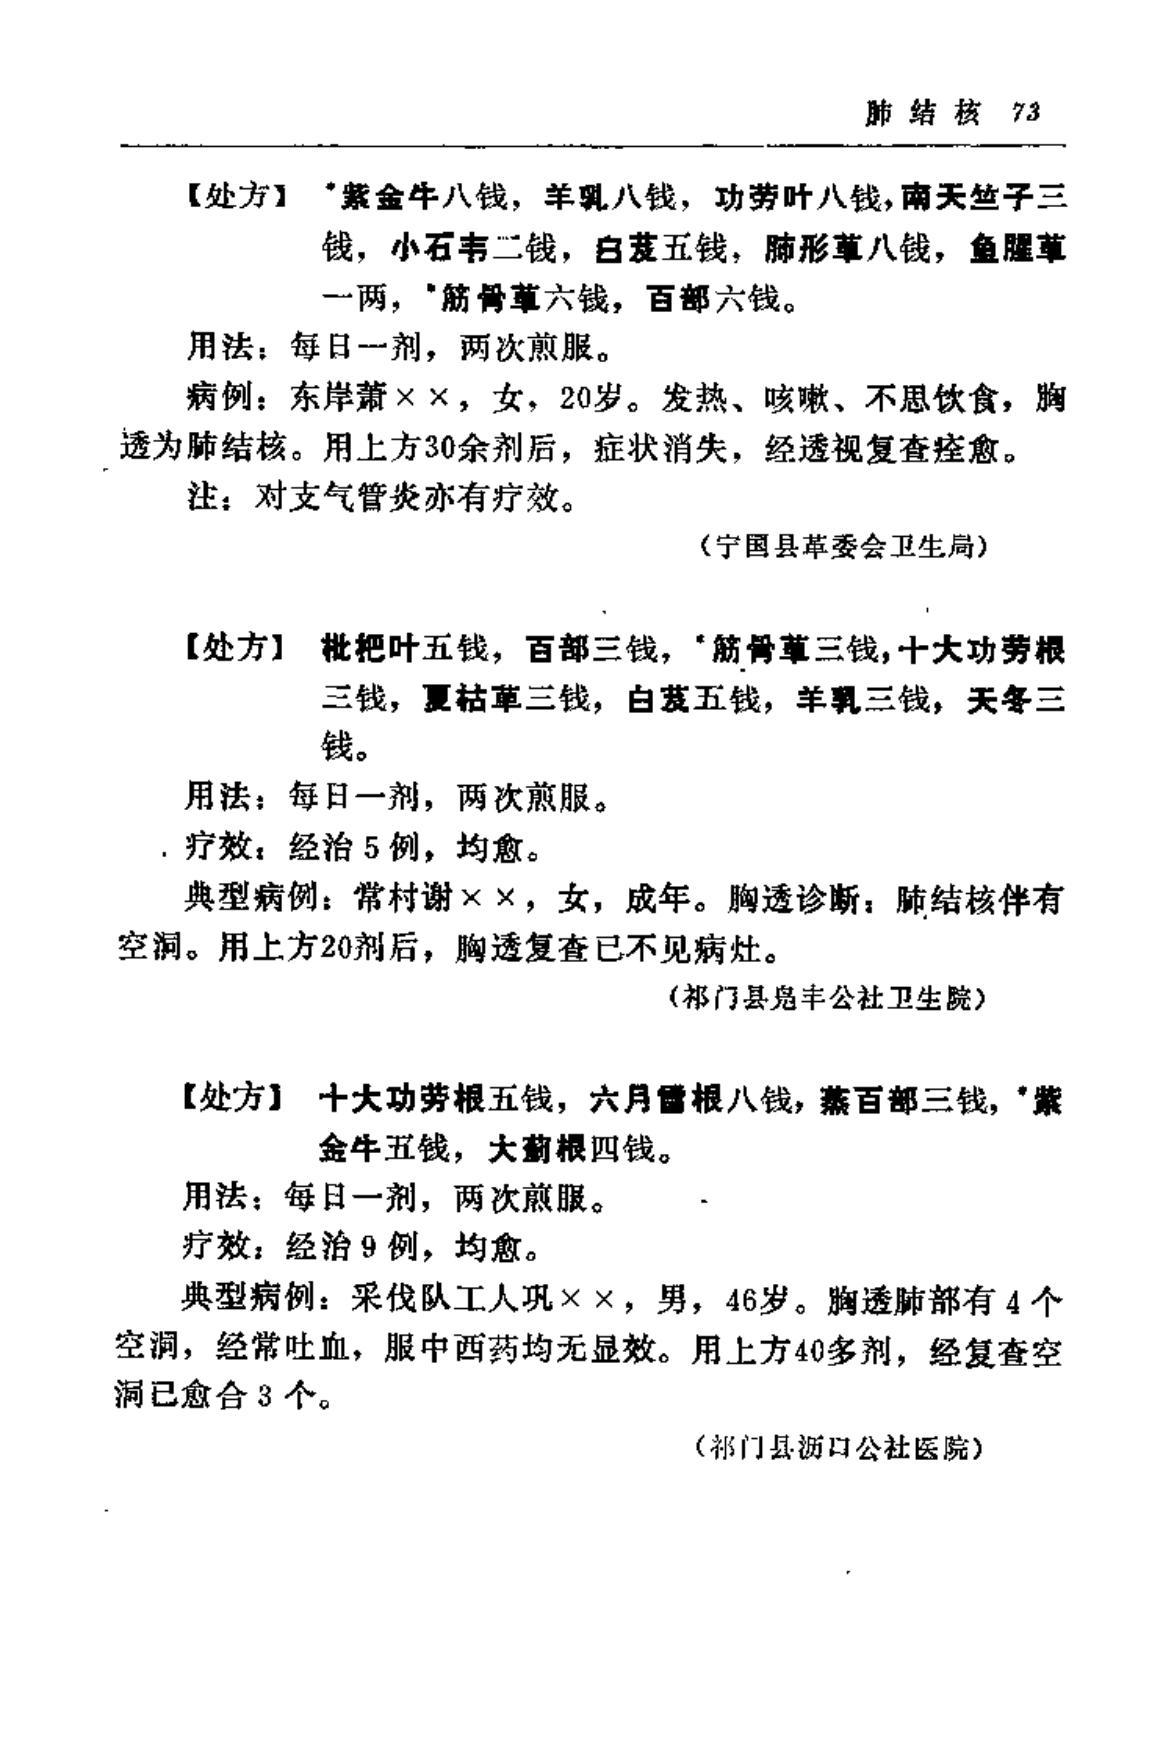 肺结核 73
【处方】 *紫金牛八钱，羊乳八钱，功劳叶八钱，南天竺子三
钱，小石韦二钱，白芨五钱，肺形草八钱，鱼腥草
一两，*筋骨草六钱，百部六钱。
用法：每日一剂，两次煎服。
病例：东岸萧××，女，20岁。发热、咳嗽、不思饮食，胸
透为肺结核。用上方30余剂后，症状消失，经透视复查痊愈。
注：对支气管炎亦有疗效。
（宁国县革委会卫生局）
【处方】 枇杷叶五钱，百部三钱，*筋骨草三钱，十大功劳根
三钱，夏枯草三钱，白芨五钱，羊乳三钱，天冬三
钱。
用法：每日一剂，两次煎服。
疗效：经治5例，均愈。
典型病例：常村谢××，女，成年。胸透诊断：肺结核伴有
空洞。用上方20剂后，胸透复查已不见病灶。
（祁门县凫丰公社卫生院）
【处方】 十大功劳根五钱，六月雪根八钱，蒸百部三钱，*紫
金牛五钱，大蓟根四钱。
用法：每日一剂，两次煎服。
疗效：经治9例，均愈。
典型病例：采伐队工人巩××，男，46岁。胸透肺部有4个
空洞，经常吐血，服中西药均无显效。用上方40多剂，经复查空
洞已愈合3个。
（祁门县沥口公社医院）